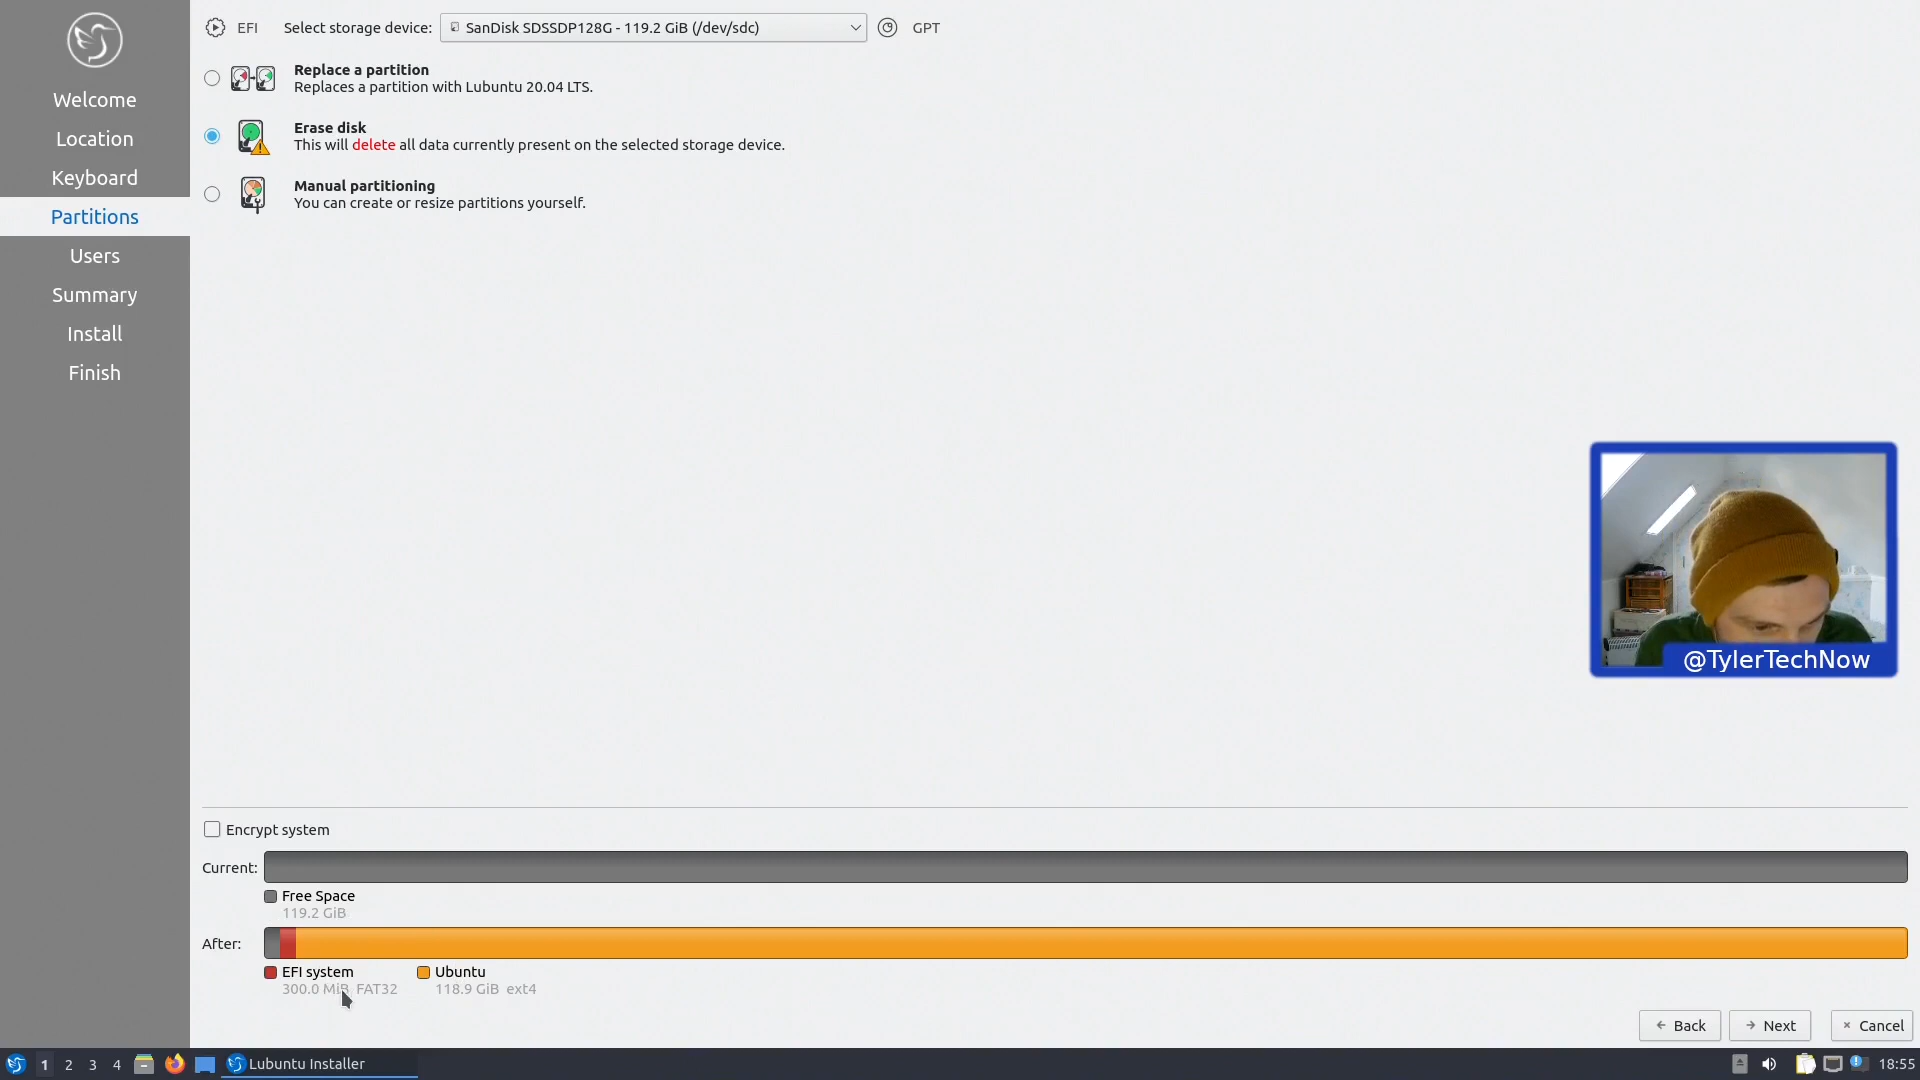 EFI
Select storage device:
SanDisk SDSSDP128G - 119.2 GiB (/dev/sdc)
GPT
Welcome
Location
Keyboard
Partitions
Users
Summary
Install
Finish
Replace a partition
Replaces a partition with Lubuntu 20.04 LTS.
Erase disk
This will delete all data currently present on the selected storage device.
Manual partitioning
You can create or resize partitions yourself.
@TylerTechNow
Encrypt system
Current:
Free Space
119.2 GiB
After:
EFI system
300.0 MiB FAT32
Ubuntu
118.9 GiB ext4
Back
Next
Cancel
1 2 3 4
Lubuntu Installer
18:55